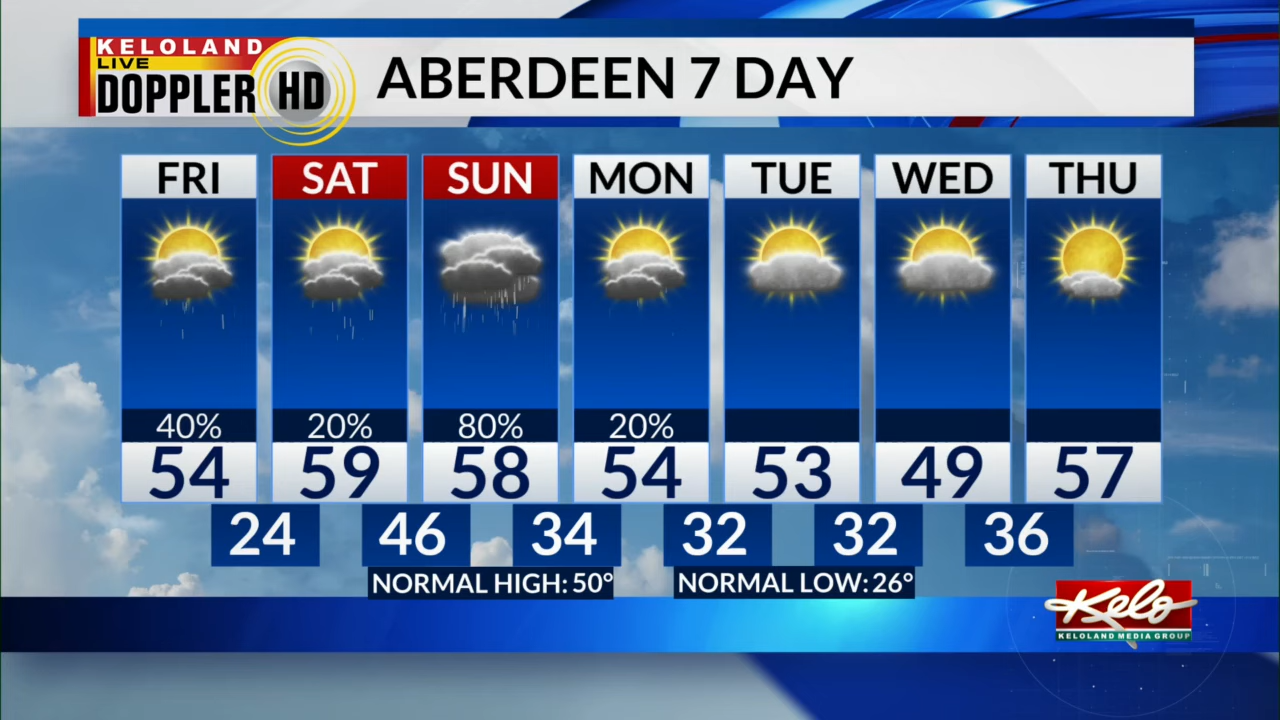 KELOLAND
LIVE
DOPPLER HD
ABERDEEN 7 DAY
FRI SAT SUN MON TUE WED THU
40% 20% 80% 20%
54 59 58 54 53 49 57
24 46 34 32 32 36
NORMAL HIGH: 50° NORMAL LOW: 26°
Kelo
KELOLAND MEDIA GROUP